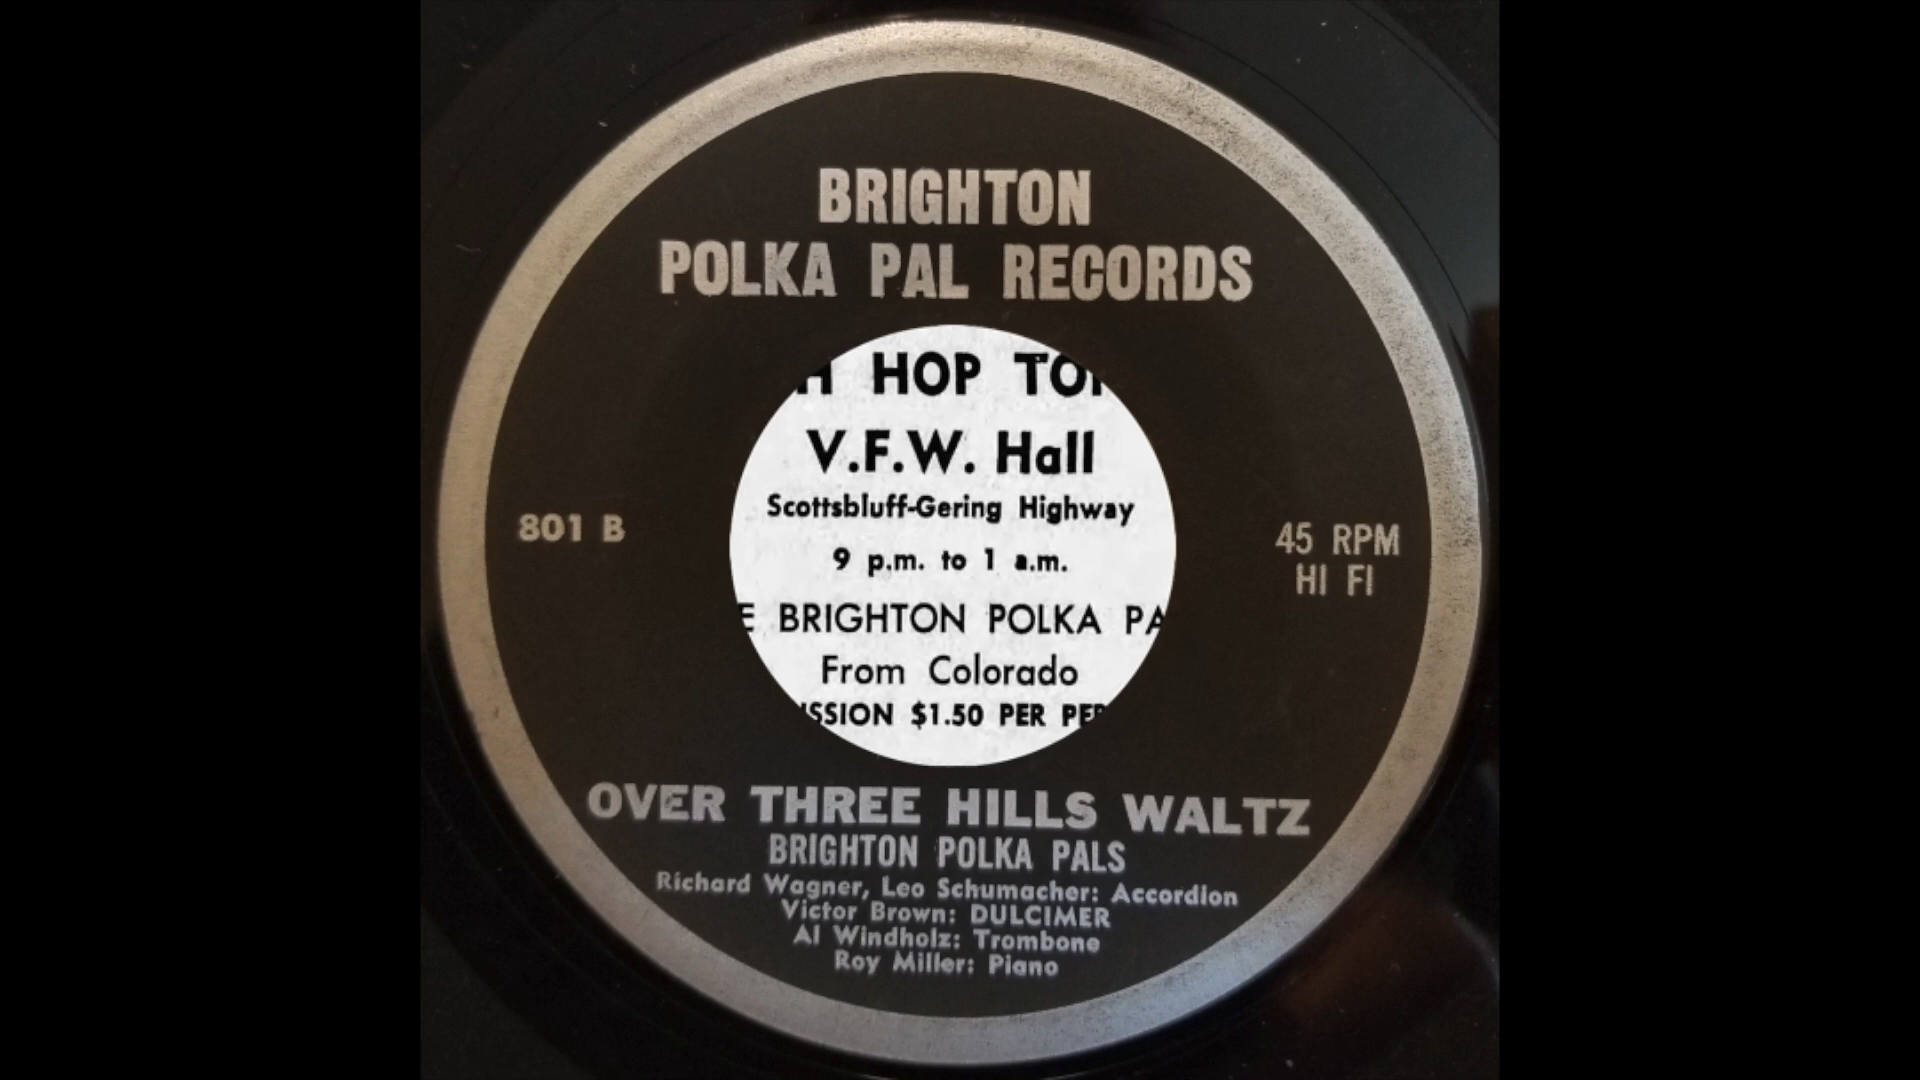 BRIGHTON
POLKA PAL RECORDS
HOP
V.F.W. Hall
Scottsbluff-Gering Highway
9 p.m. to 1 a.m.
BRIGHTON POLKA
From Colorado
$1.50 PER
801 B
45 RPM
HI FI
OVER THREE HILLS WALTZ
BRIGHTON POLKA PALS
Richard Wagner, Leo Schumacher: Accordion
Victor Brown: DULCIMER
Al Windholz: Trombone
Roy Miller: Piano